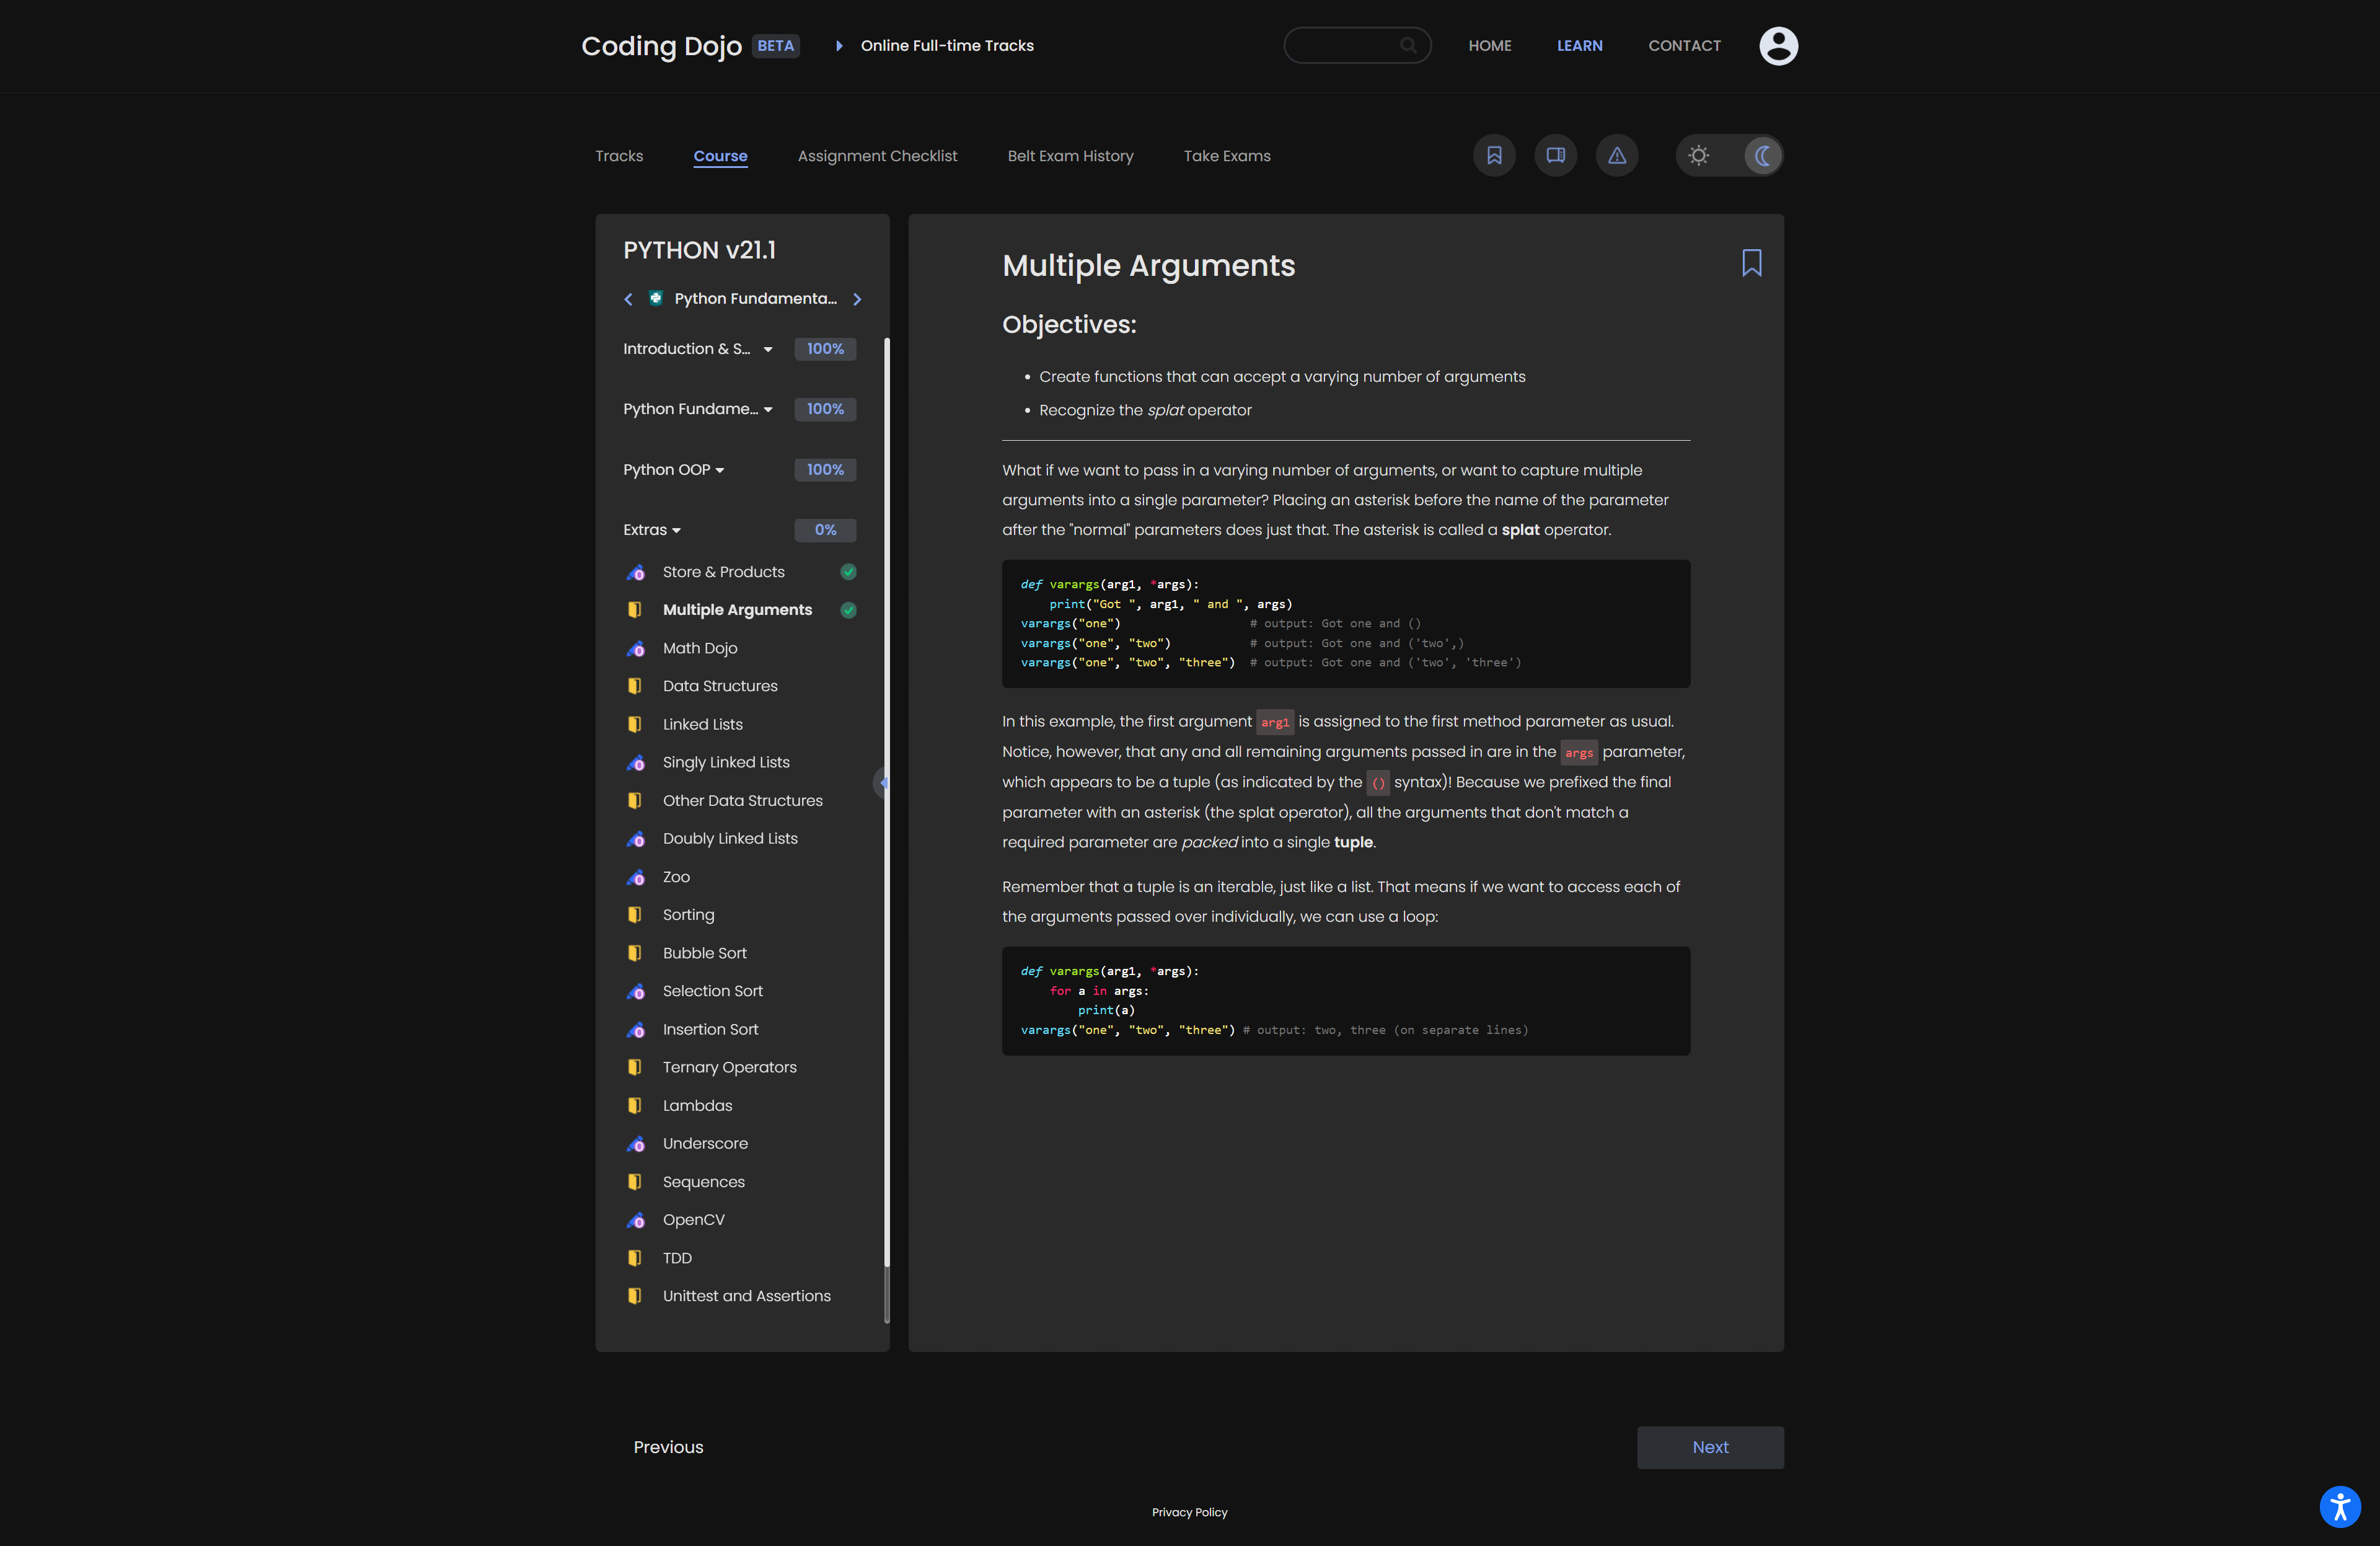 Coding Dojo BETA Online Full-time Tracks HOME LEARN CONTACT
Tracks Course Assignment Checklist Belt Exam History Take Exams
PYTHON v21.1
Python Fundamenta...
Introduction & S... 100%
Python Fundame... 100%
Python OOP 100%
Extras 0%
Store & Products
Multiple Arguments
Math Dojo
Data Structures
Linked Lists
Singly Linked Lists
Other Data Structures
Doubly Linked Lists
Zoo
Sorting
Bubble Sort
Selection Sort
Insertion Sort
Ternary Operators
Lambdas
Underscore
Sequences
OpenCV
TDD
Unittest and Assertions
Multiple Arguments
Objectives:
• Create functions that can accept a varying number of arguments
• Recognize the splat operator
What if we want to pass in a varying number of arguments, or want to capture multiple
arguments into a single parameter? Placing an asterisk before the name of the parameter
after the "normal" parameters does just that. The asterisk is called a splat operator.
def varargs(arg1, *args):
    print("Got ", arg1, " and ", args)
varargs("one")                  # output: Got one and ()
varargs("one", "two")           # output: Got one and ('two',)
varargs("one", "two", "three")  # output: Got one and ('two', 'three')
In this example, the first argument arg1 is assigned to the first method parameter as usual.
Notice, however, that any and all remaining arguments passed in are in the args parameter,
which appears to be a tuple (as indicated by the () syntax)! Because we prefixed the final
parameter with an asterisk (the splat operator), all the arguments that don't match a
required parameter are packed into a single tuple.
Remember that a tuple is an iterable, just like a list. That means if we want to access each of
the arguments passed over individually, we can use a loop:
def varargs(arg1, *args):
    for a in args:
        print(a)
varargs("one", "two", "three") # output: two, three (on separate lines)
Previous Next
Privacy Policy